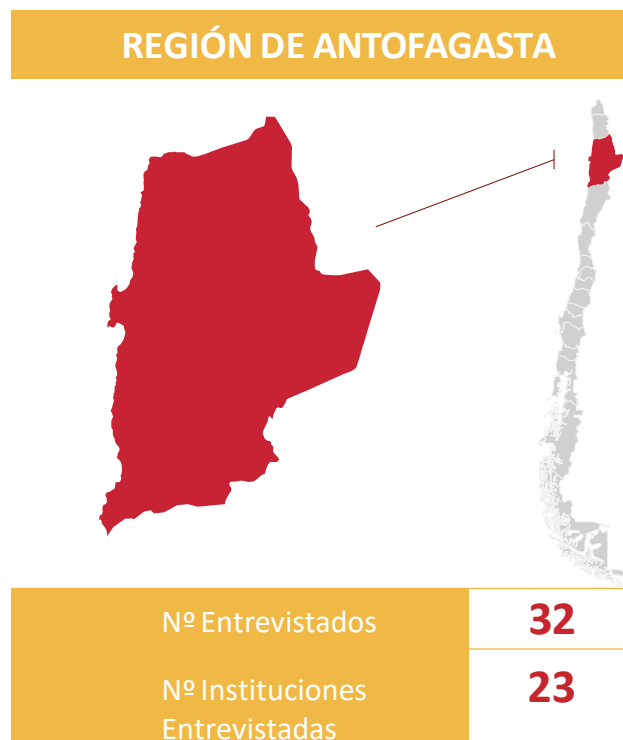 REGIÓN DE ANTOFAGASTA
Nº Entrevistados 32
Nº Instituciones 23
Entrevistadas